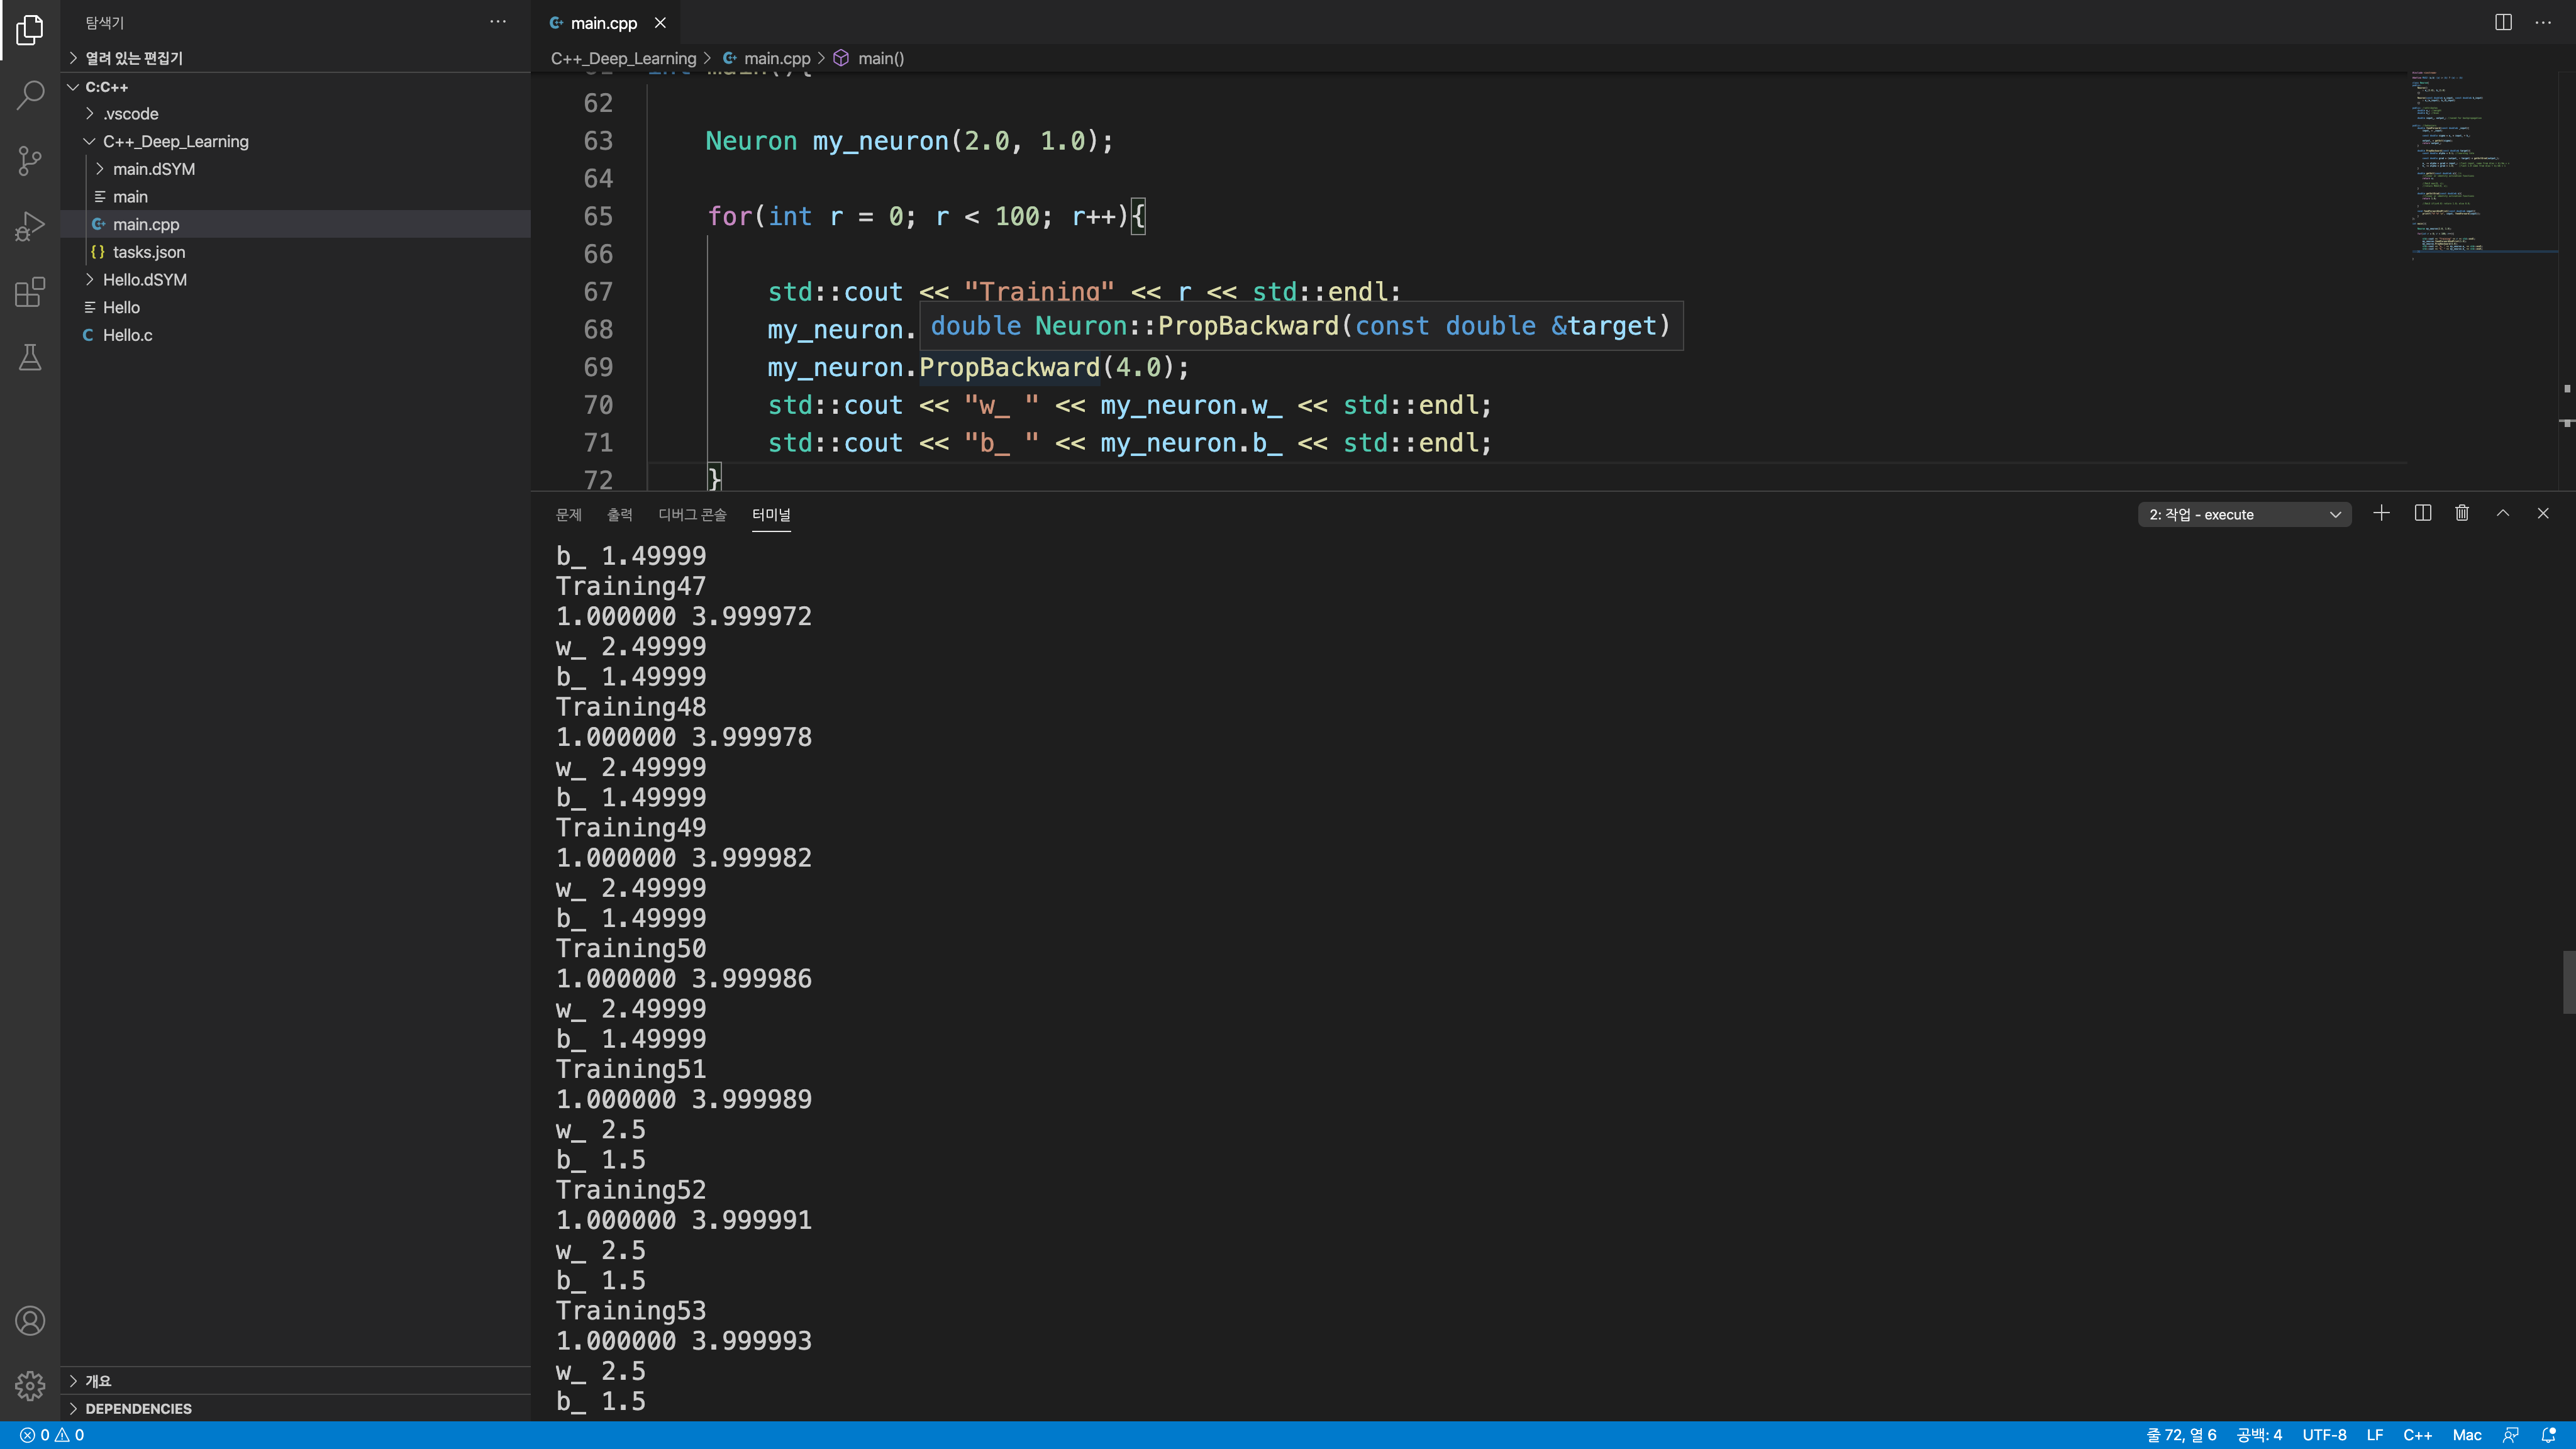 탐색기
열려 있는 편집기
C:C++
.vscode
C++_Deep_Learning
main.dSYM
main
main.cpp
tasks.json
Hello.dSYM
Hello
Hello.c
개요
DEPENDENCIES
main.cpp
C++_Deep_Learning > main.cpp > main()
62
63 Neuron my_neuron(2.0, 1.0);
64
65 for(int r = 0; r < 100; r++){
66
67 std::cout << "Training" << r << std::endl;
68 my_neuron.
double Neuron::PropBackward(const double &target)
69 my_neuron.PropBackward(4.0);
70 std::cout << "w_ " << my_neuron.w_ << std::endl;
71 std::cout << "b_ " << my_neuron.b_ << std::endl;
72 }
문제 출력 디버그 콘솔 터미널
2: 작업 - execute
b_ 1.49999
Training47
1.000000 3.999972
w_ 2.49999
b_ 1.49999
Training48
1.000000 3.999978
w_ 2.49999
b_ 1.49999
Training49
1.000000 3.999982
w_ 2.49999
b_ 1.49999
Training50
1.000000 3.999986
w_ 2.49999
b_ 1.49999
Training51
1.000000 3.999989
w_ 2.5
b_ 1.5
Training52
1.000000 3.999991
w_ 2.5
b_ 1.5
Training53
1.000000 3.999993
w_ 2.5
b_ 1.5
0 0
줄 72, 열 6 공백: 4 UTF-8 LF C++ Mac